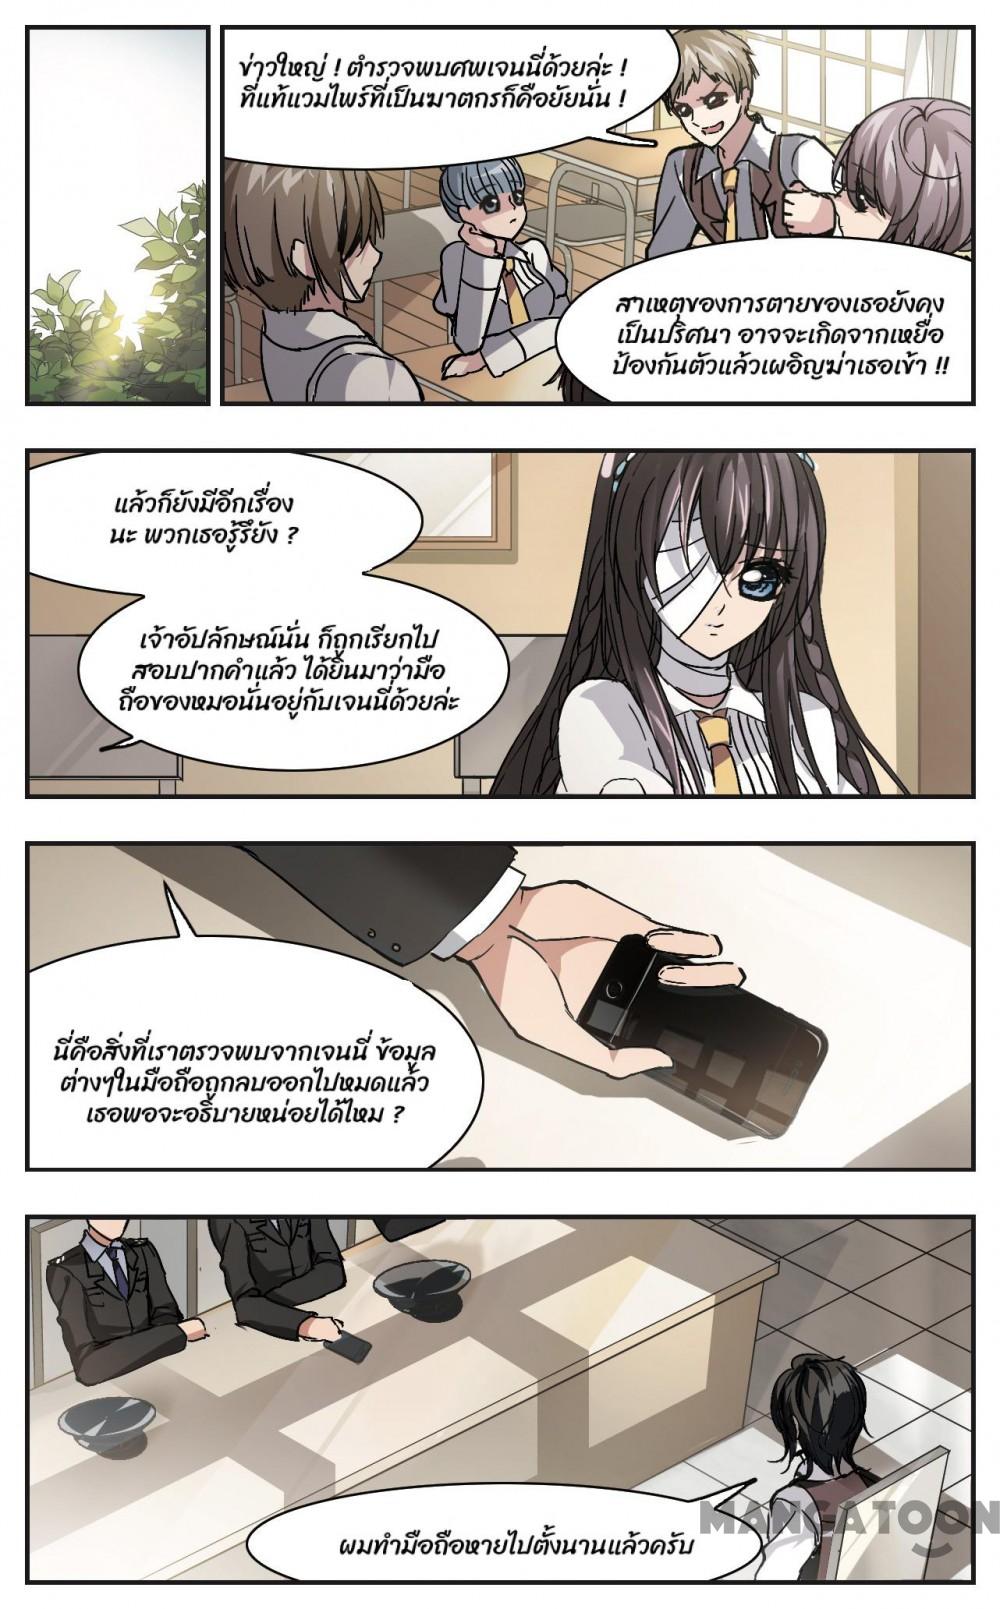 ข่าวใหญ่ ! ตำรวจพบศพเจนนี่ด้วยล่ะ !
ที่แท้แวมไพร์ที่เป็นฆาตกรก็คือยัยนั่น !
สาเหตุของการตายของเธอยังคง
เป็นปริศนา อาจจะเกิดจากเหยื่อ
ป้องกันตัวแล้วเผอิญฆ่าเธอเข้า !!
แล้วก็ยังมีอีกเรื่อง
นะ พวกเธอรู้รึยัง ?
เจ้าอัปลักษณ์นั่น ก็ถูกเรียกไป
สอบปากคำแล้ว ได้ยินมาว่ามือ
ถือของหมอนั่นอยู่กับเจนนี่ด้วยล่ะ
นี่คือสิ่งที่เราตรวจพบจากเจนนี่ ข้อมูล
ต่างๆในมือถือถูกลบออกไปหมดแล้ว
เธอพอจะอธิบายหน่อยได้ไหม ?
ผมทำมือถือหายไปตั้งนานแล้วครับ
MANGATOON